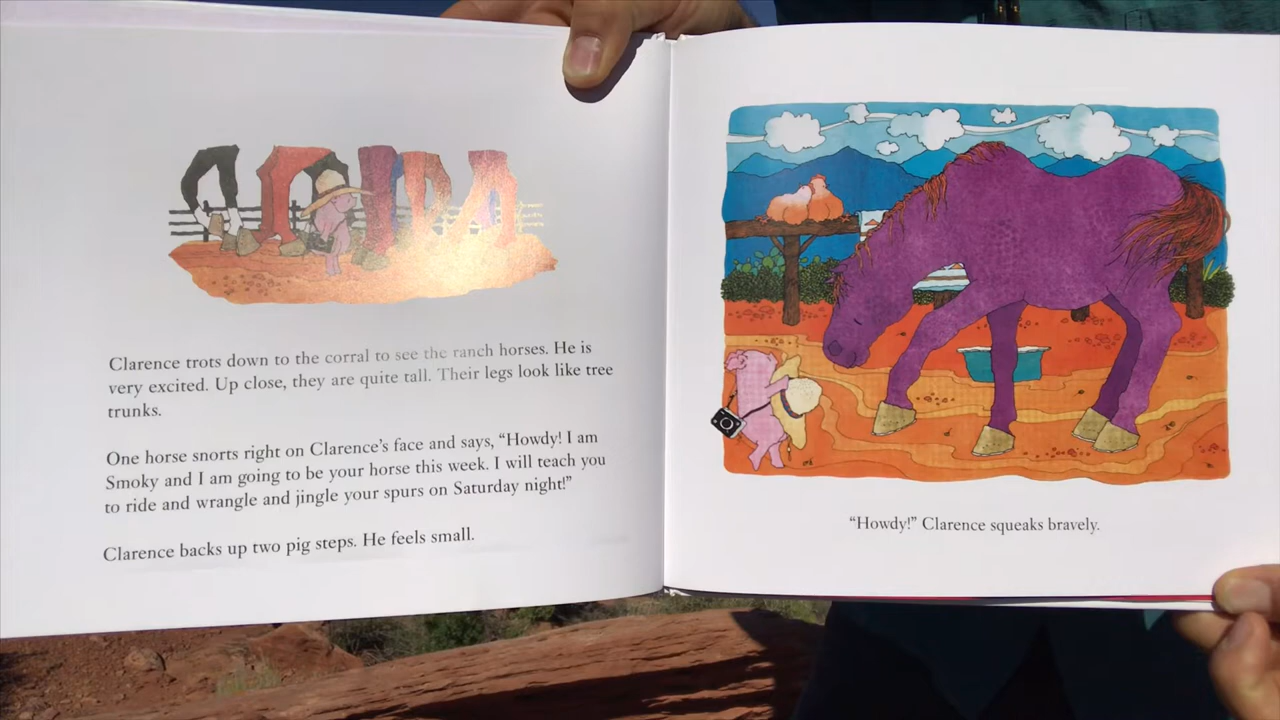 Clarence trots down to the corral to see the ranch horses. He is
very excited. Up close, they are quite tall. Their legs look like tree
trunks.
One horse snorts right on Clarence's face and says, “Howdy! I am
Smoky and I am going to be your horse this week. I will teach you
to ride and wrangle and jingle your spurs on Saturday night!”
Clarence backs up two pig steps. He feels small.
“Howdy!” Clarence squeaks bravely.